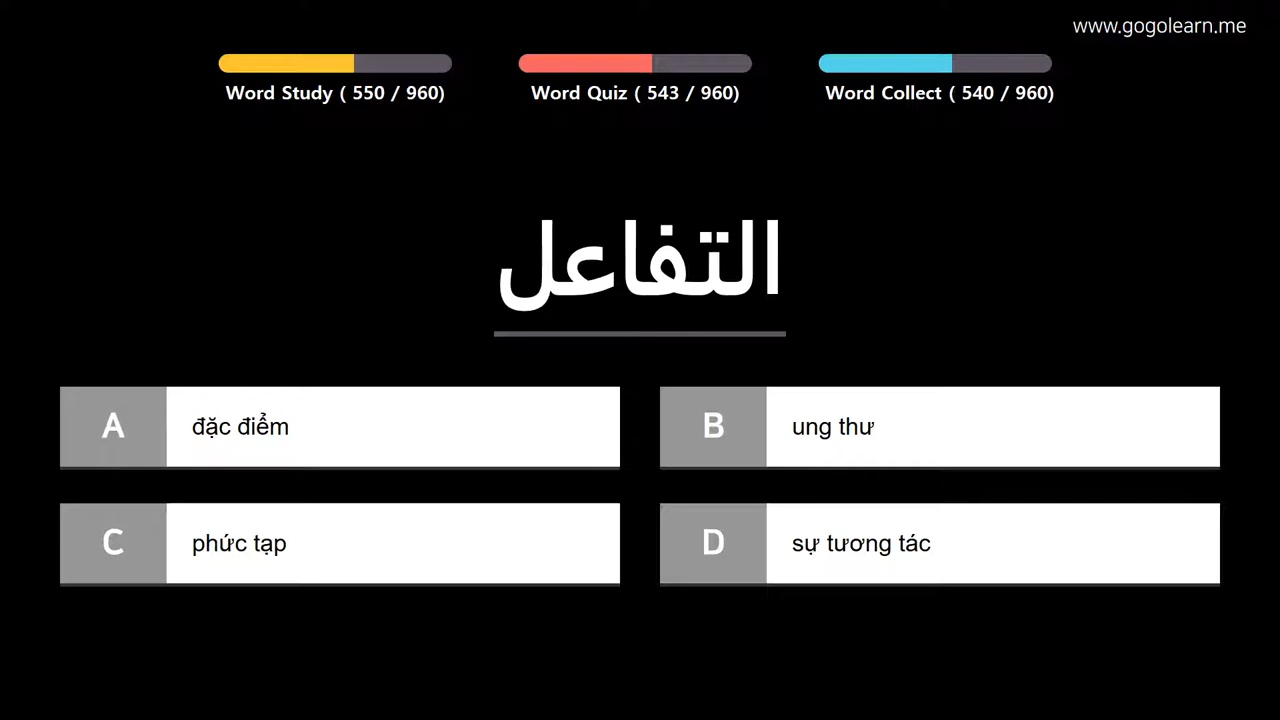 www.gogolearn.me
Word Study ( 550 / 960)
Word Quiz ( 543 / 960)
Word Collect ( 540 / 960)
التفاعل
A
đặc điểm
B
ung thư
C
phức tạp
D
sự tương tác